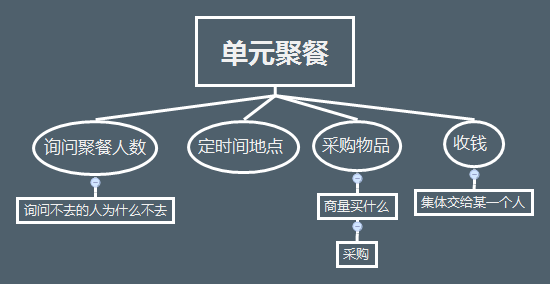 单元聚餐
询问聚餐人数
定时间地点
采购物品
收钱
询问不去的人为什么不去
商量买什么
集体交给某一个人
采购